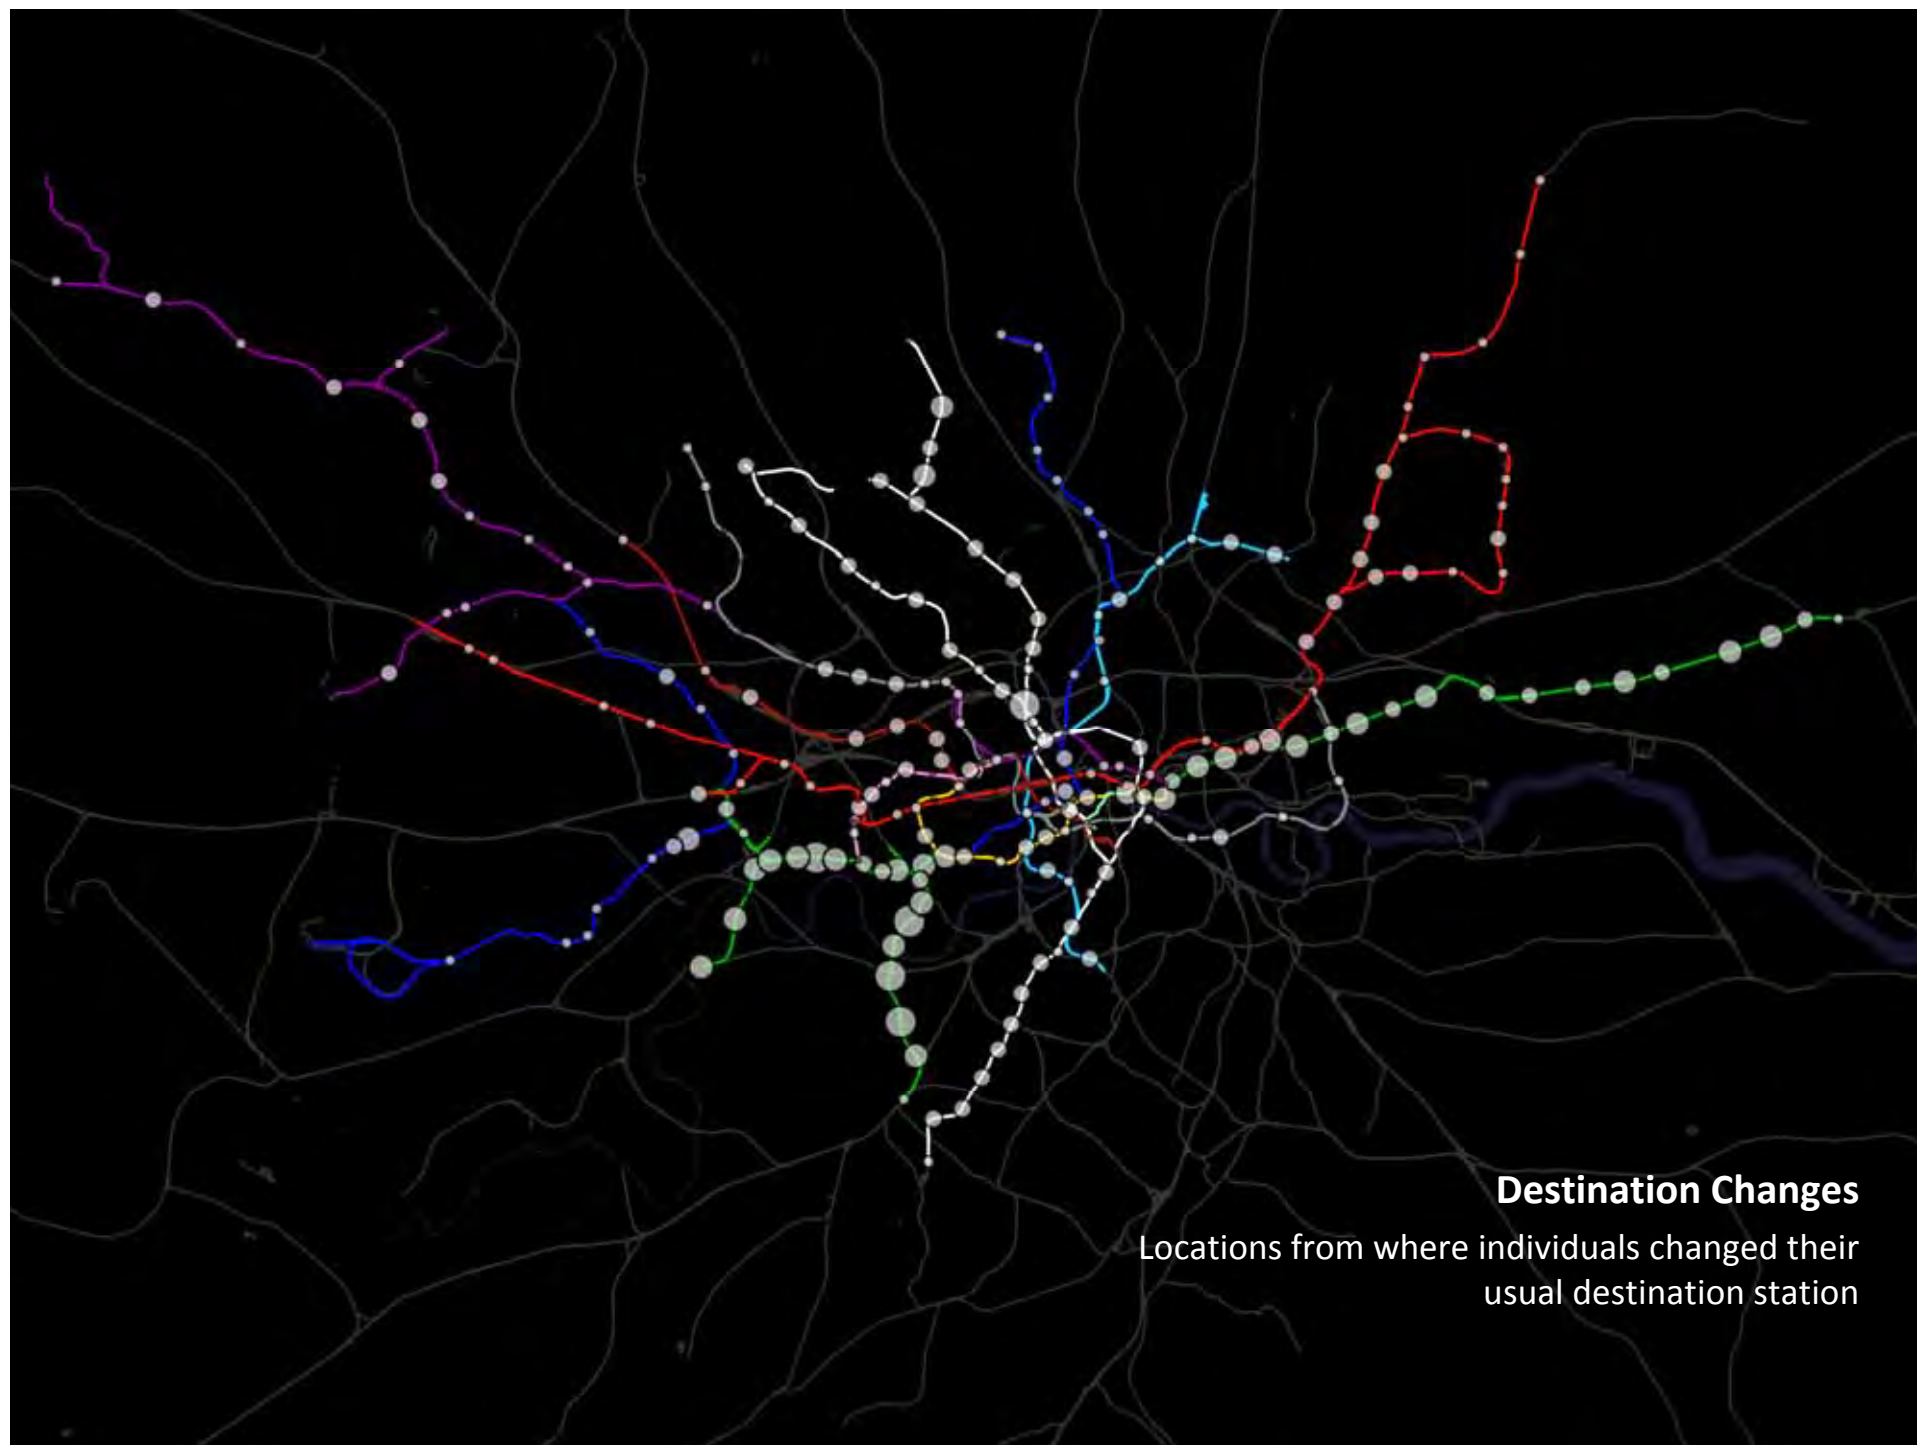 Destination Changes
Locations from where individuals changed their
usual destination station